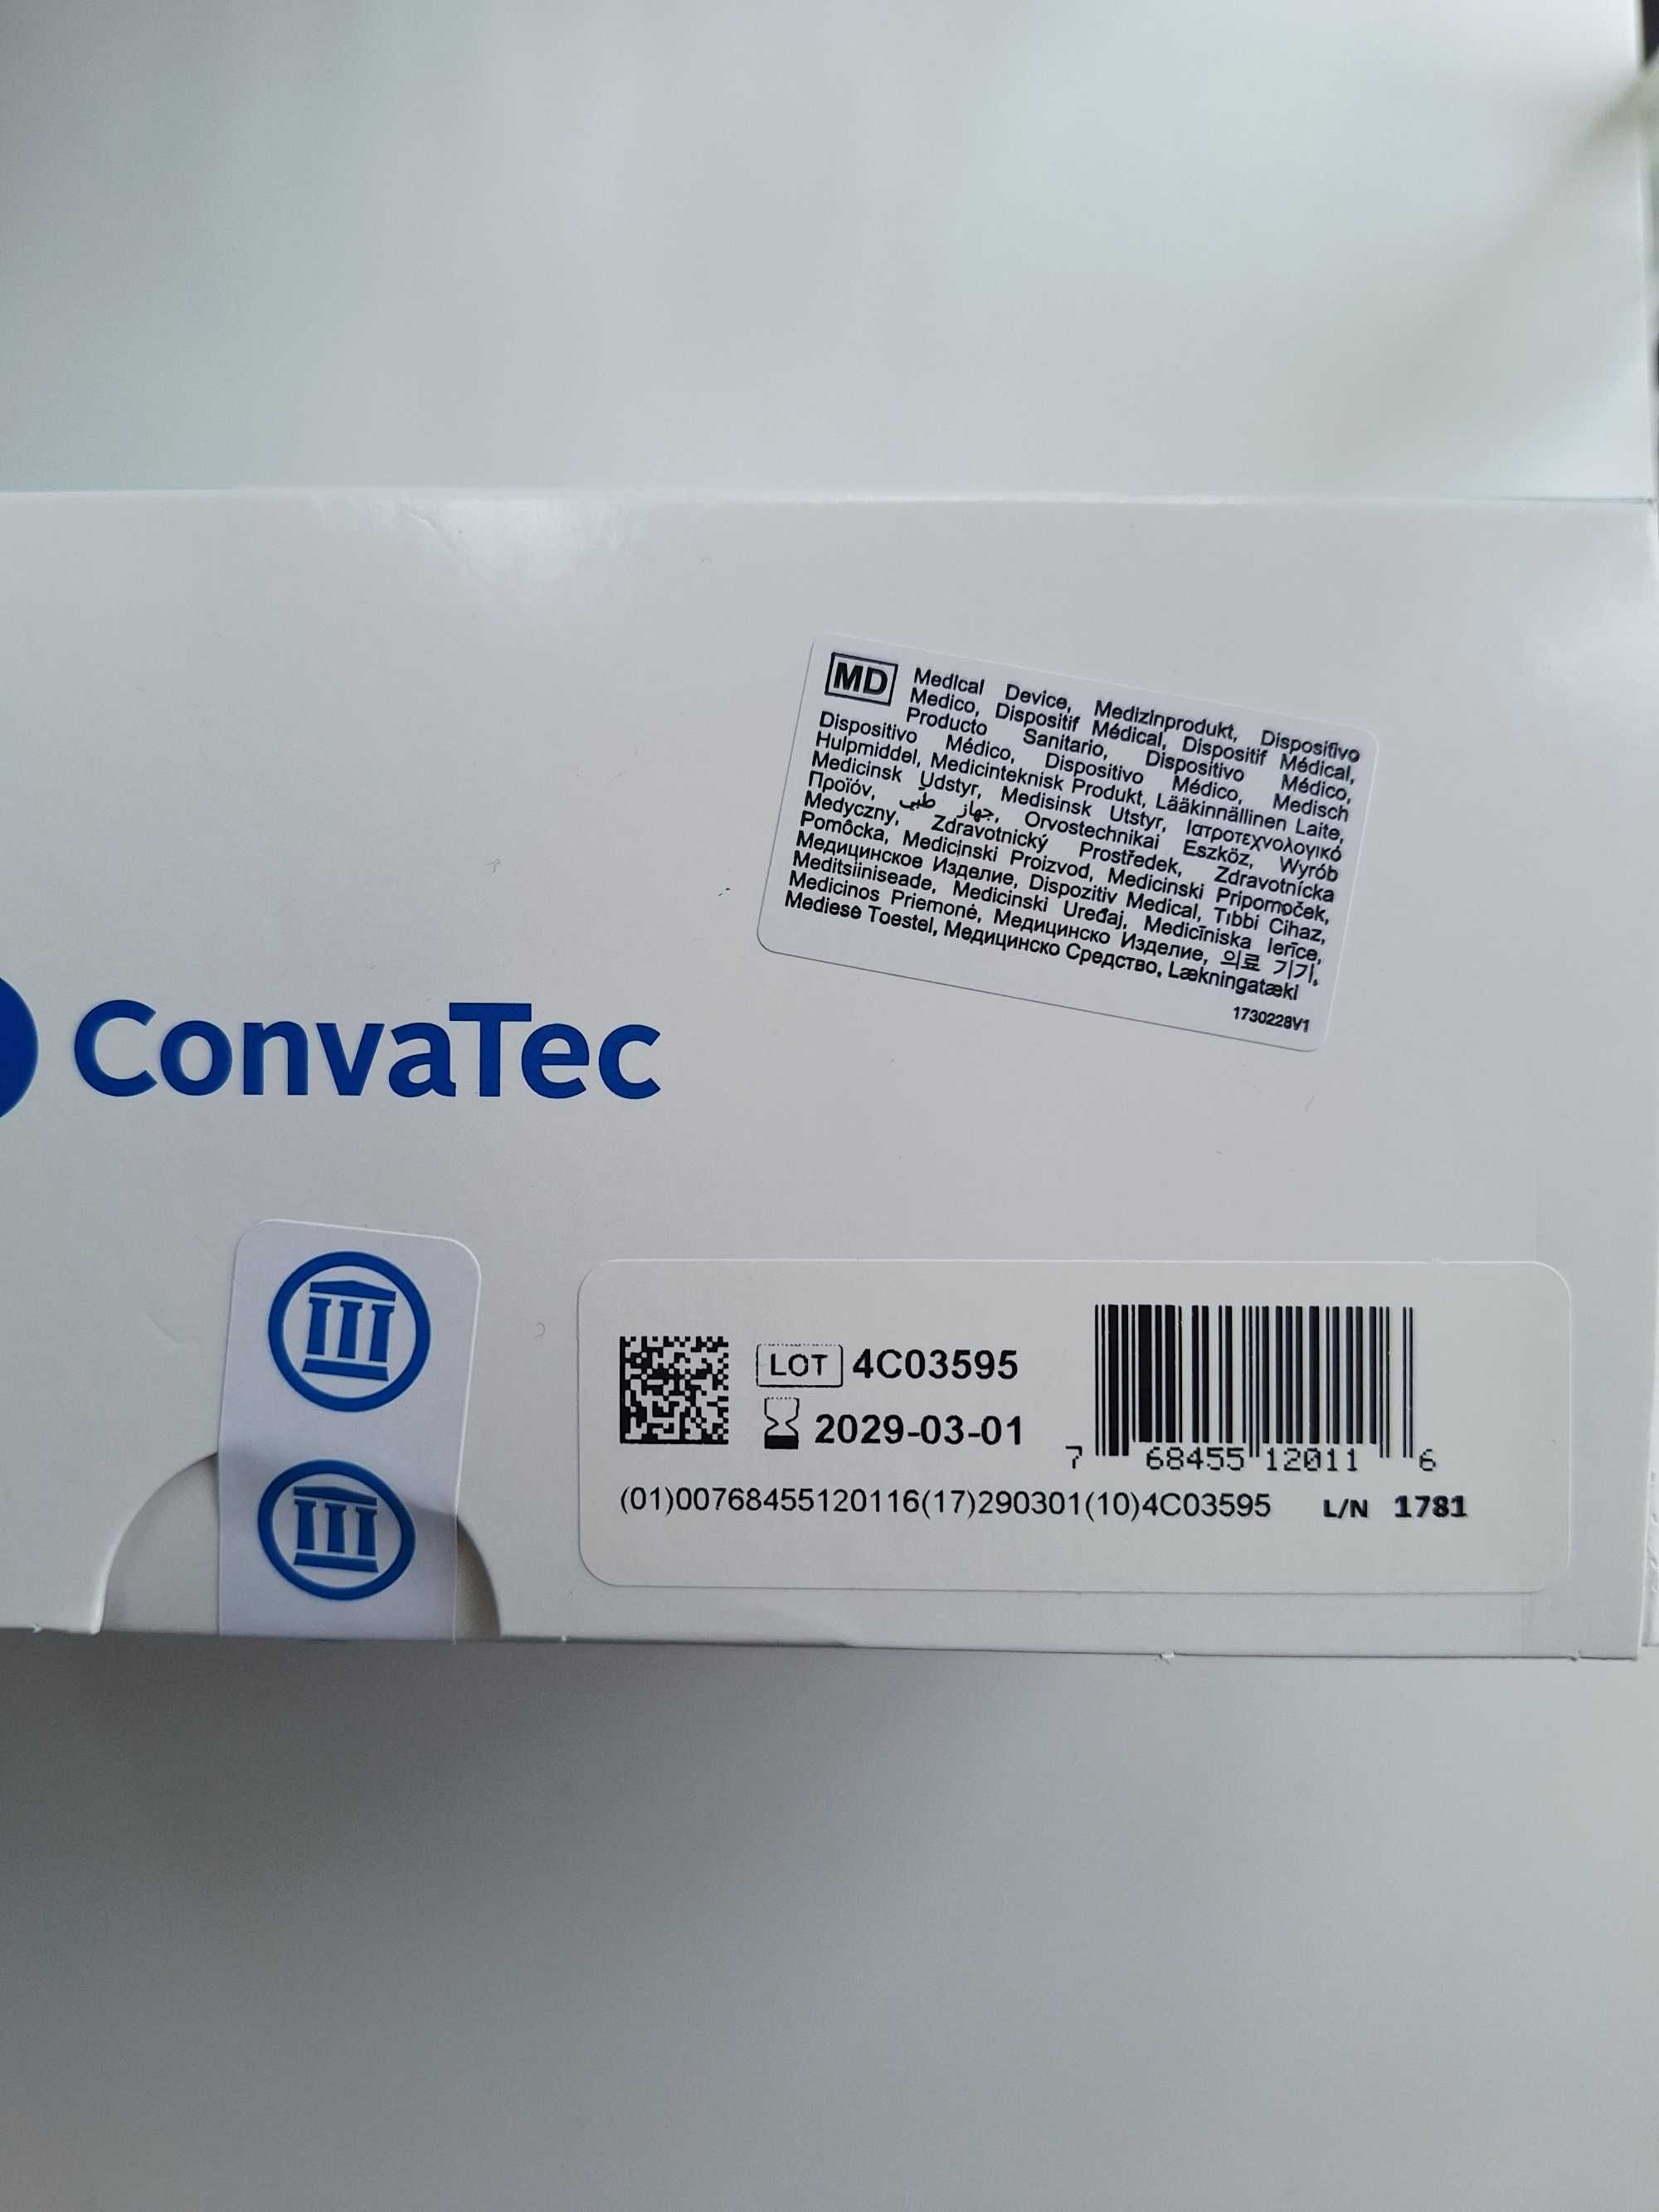 MD
Medical Device, Medizinprodukt, Dispositivo
Medico, Dispositif Médical, Dispositif Médical,
Producto Sanitario, Dispositivo Médico,
Dispositivo Médico, Dispositivo Médico, Medisch
Hulpmiddel, Medicinteknisk Produkt, Lääkinnällinen Laite,
Medicinsk Udstyr, Medisinsk Utstyr, Ιατροτεχνολογικό
Προϊόν, جهاز طبي, Orvostechnikai Eszköz, Wyrób
Medyczny, Zdravotnický Prostředek, Zdravotnícka
Pomôcka, Medicinski Proizvod, Medicinski Pripomoček,
Медицинское Изделие, Dispozitiv Medical, Tıbbi Cihaz,
Meditsiiniseade, Medicinski Uređaj, Medicīniska Ierīce,
Medicinos Priemonė, Медицинско Изделие, 의료 기기,
Mediese Toestel, Медицинско Средство, Lækningatæki
1730228V1
ConvaTec
LOT 4C03595
2029-03-01
7 68455 12011 6
(01)00768455120116(17)290301(10)4C03595 L/N 1781